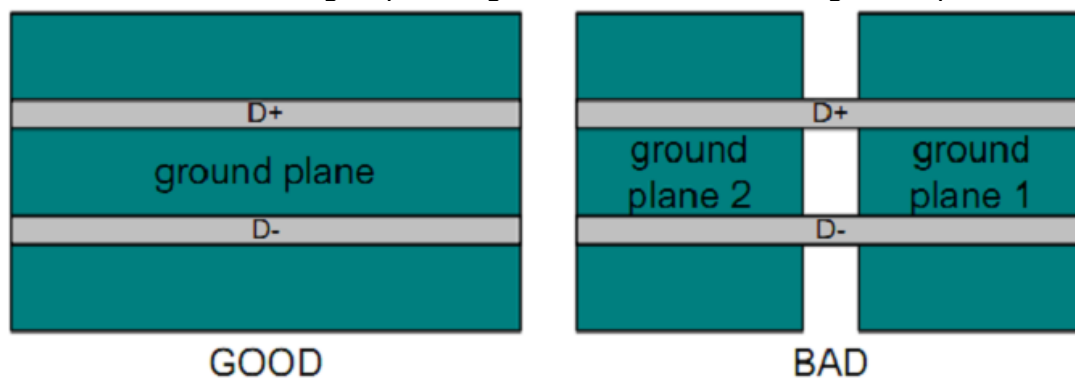 D+
ground plane
D-
GOOD
D+
ground
plane 2
ground
plane 1
D-
BAD